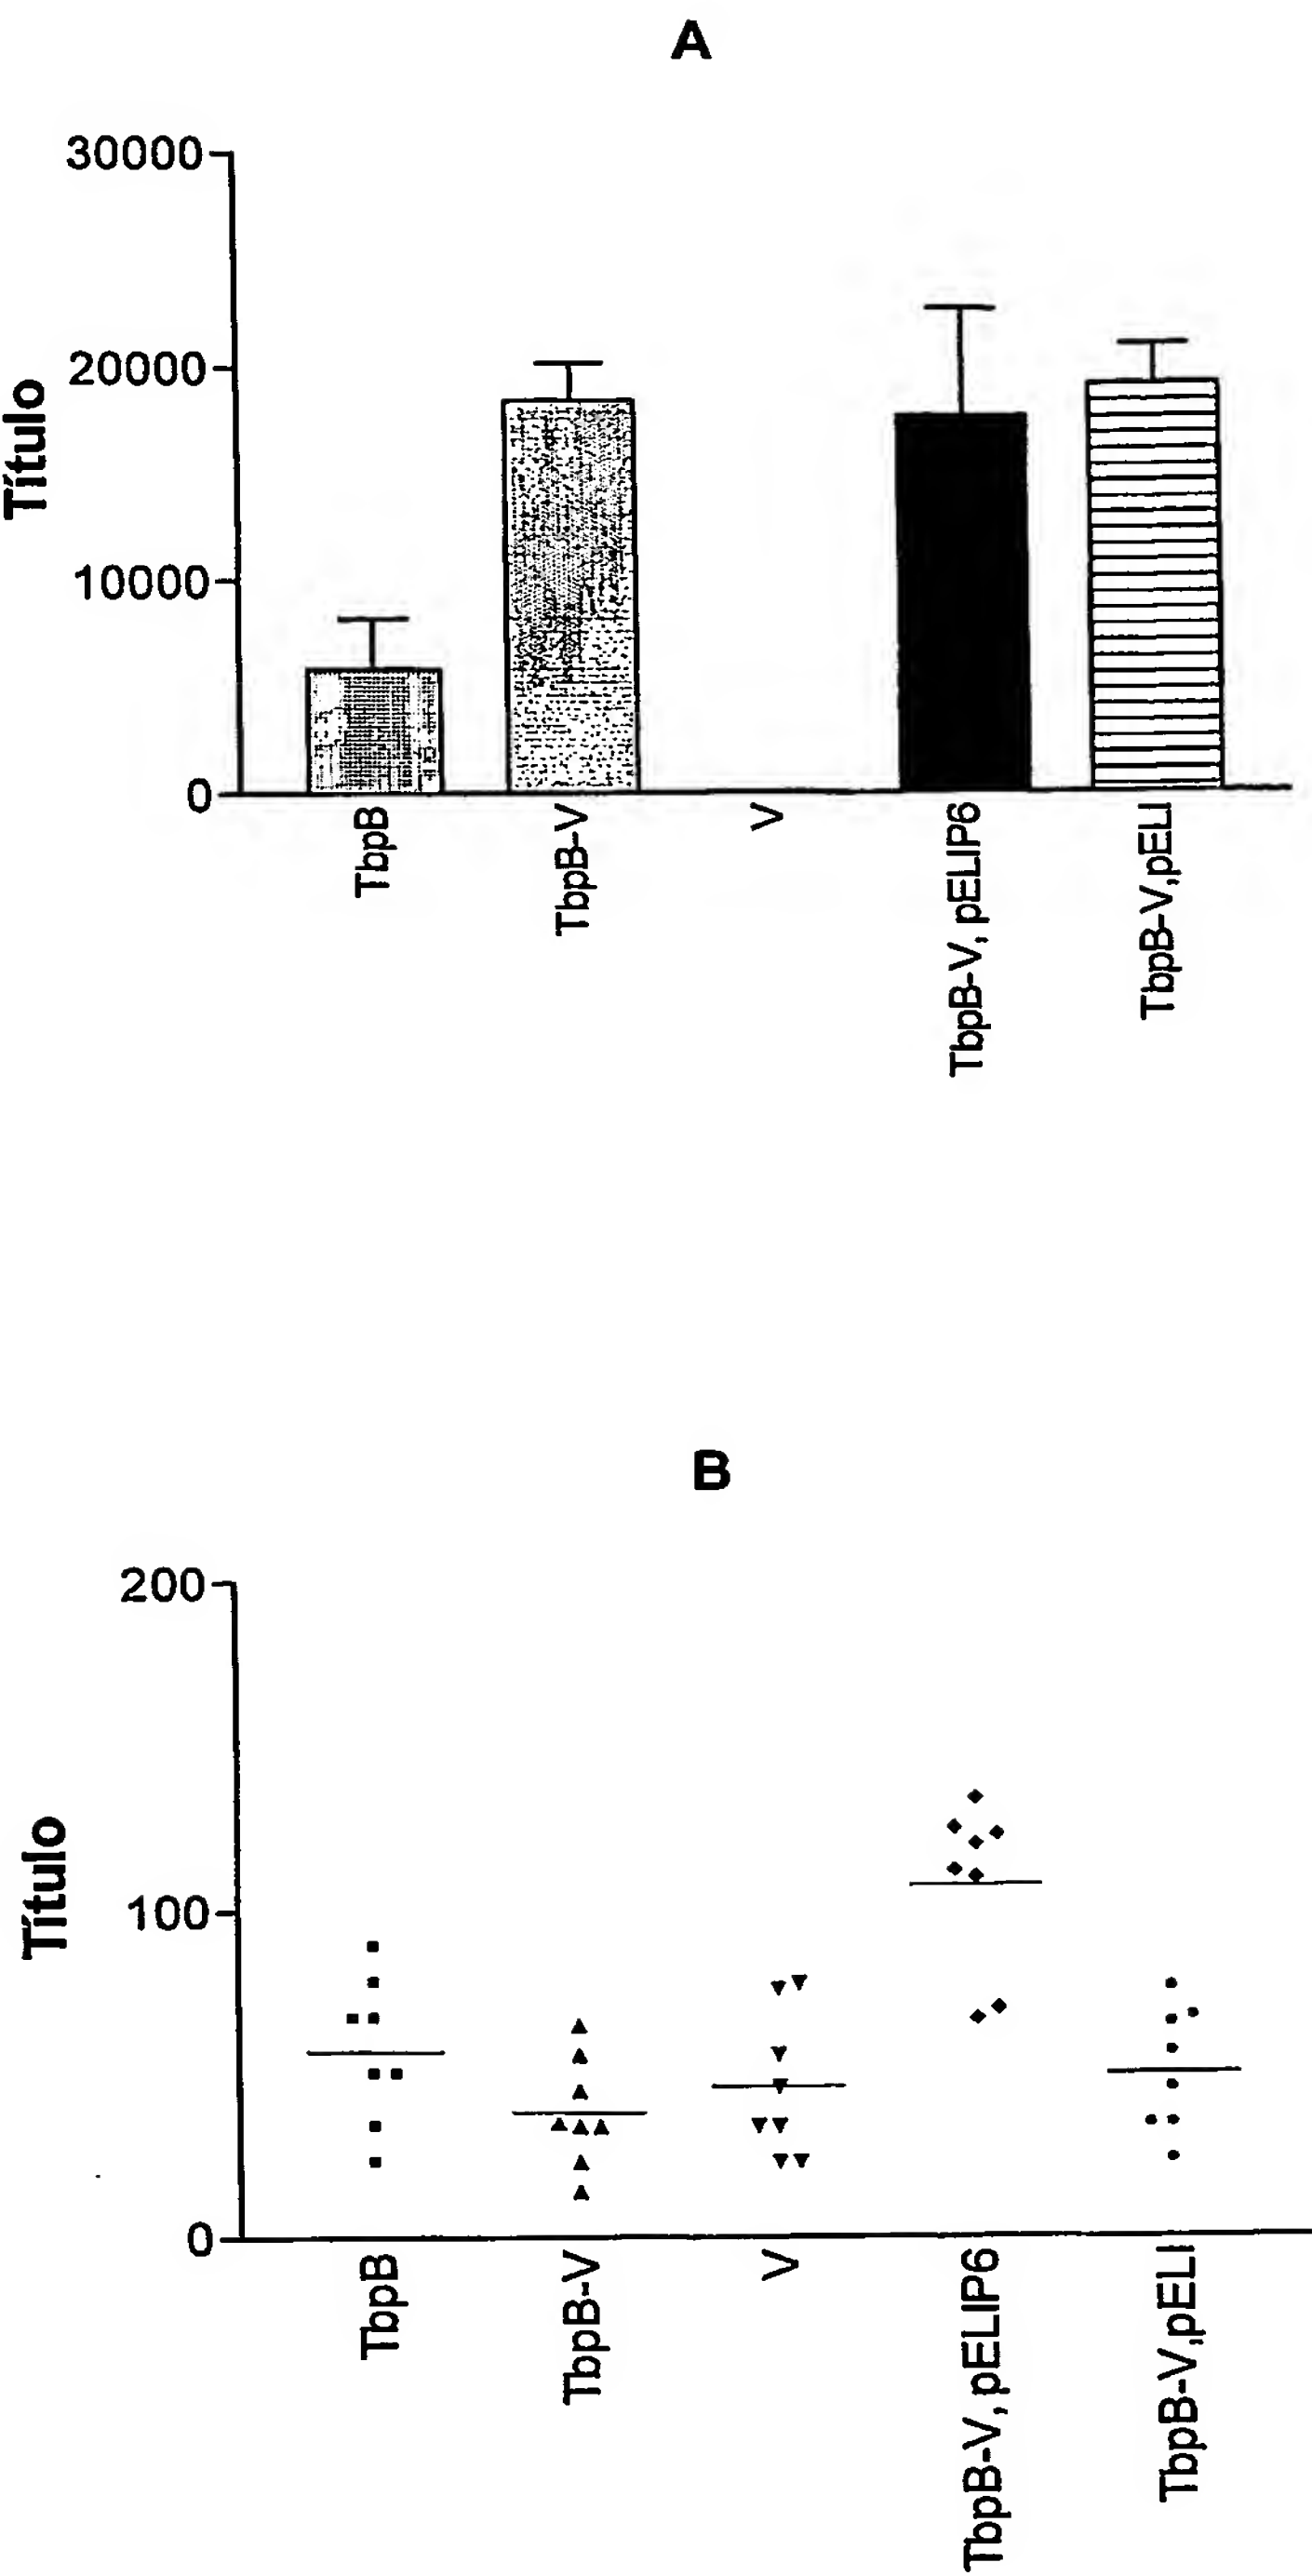 A
30000
20000
10000
0
Título
TbpB
TbpB-V
V
TbpB-V, pELIP6
TbpB-V,pELI
B
200
100
0
Título
TbpB
TbpB-V
V
TbpB-V, pELIP6
TbpB-V,pELI